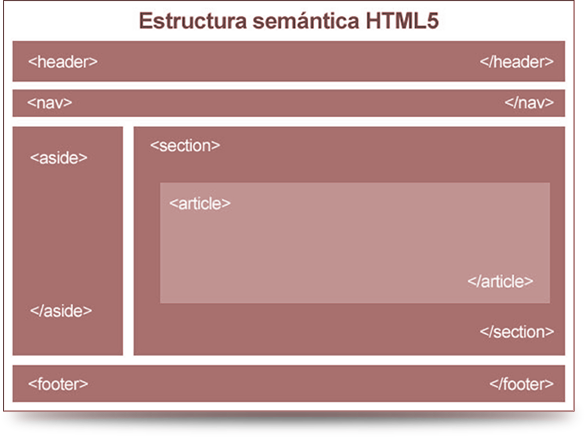 Estructura semántica HTML5
<header> </header>
<nav> </nav>
<aside>
</aside>
<section>
<article>
</article>
</section>
<footer> </footer>